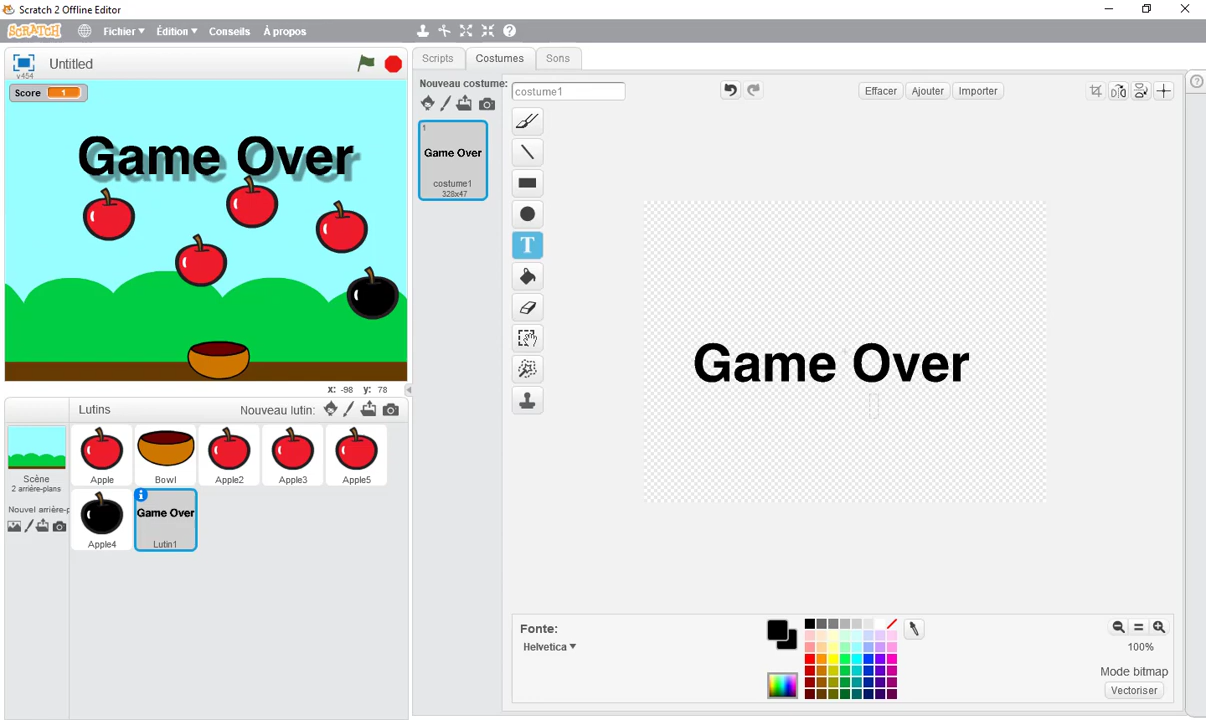 Scratch 2 Offline Editor
SCRATCH Fichier Édition Conseils À propos
Untitled
v454
Score 1
Game Over
x: -98 y: 78
Scripts Costumes Sons
Nouveau costume:
costume1
Effacer Ajouter Importer
1
Game Over
costume1
328x47
T
Game Over
Lutins Nouveau lutin:
Scène
2 arrière-plans
Nouvel arrière-p
Apple Bowl Apple2 Apple3 Apple5
Game Over
Apple4 Lutin1
Fonte:
Helvetica
100%
Mode bitmap
Vectoriser